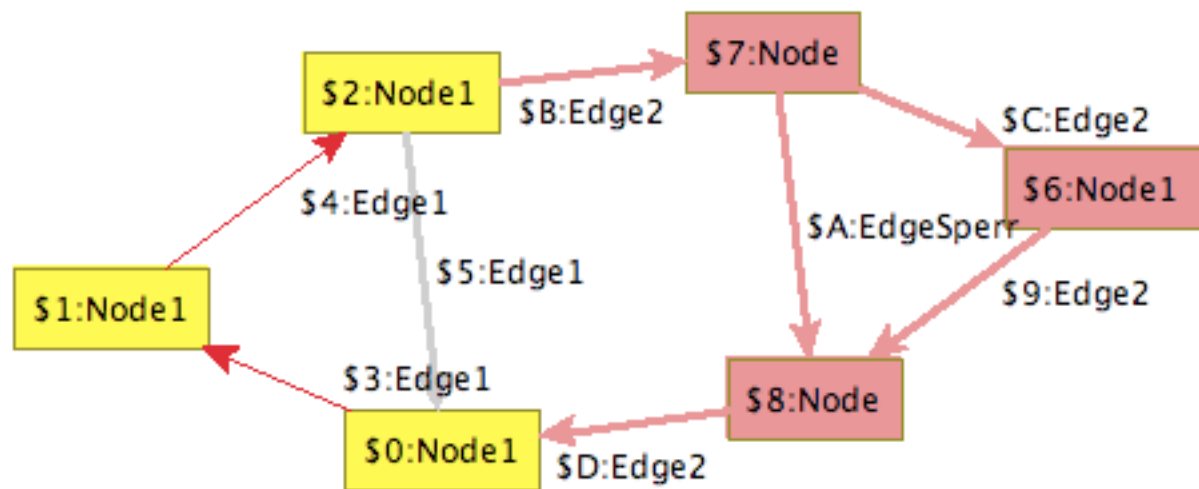 $7:Node
$2:Node1
$B:Edge2
$C:Edge2
$6:Node1
$4:Edge1
$A:EdgeSperr
$5:Edge1
$9:Edge2
$1:Node1
$3:Edge1
$8:Node
$0:Node1
$D:Edge2